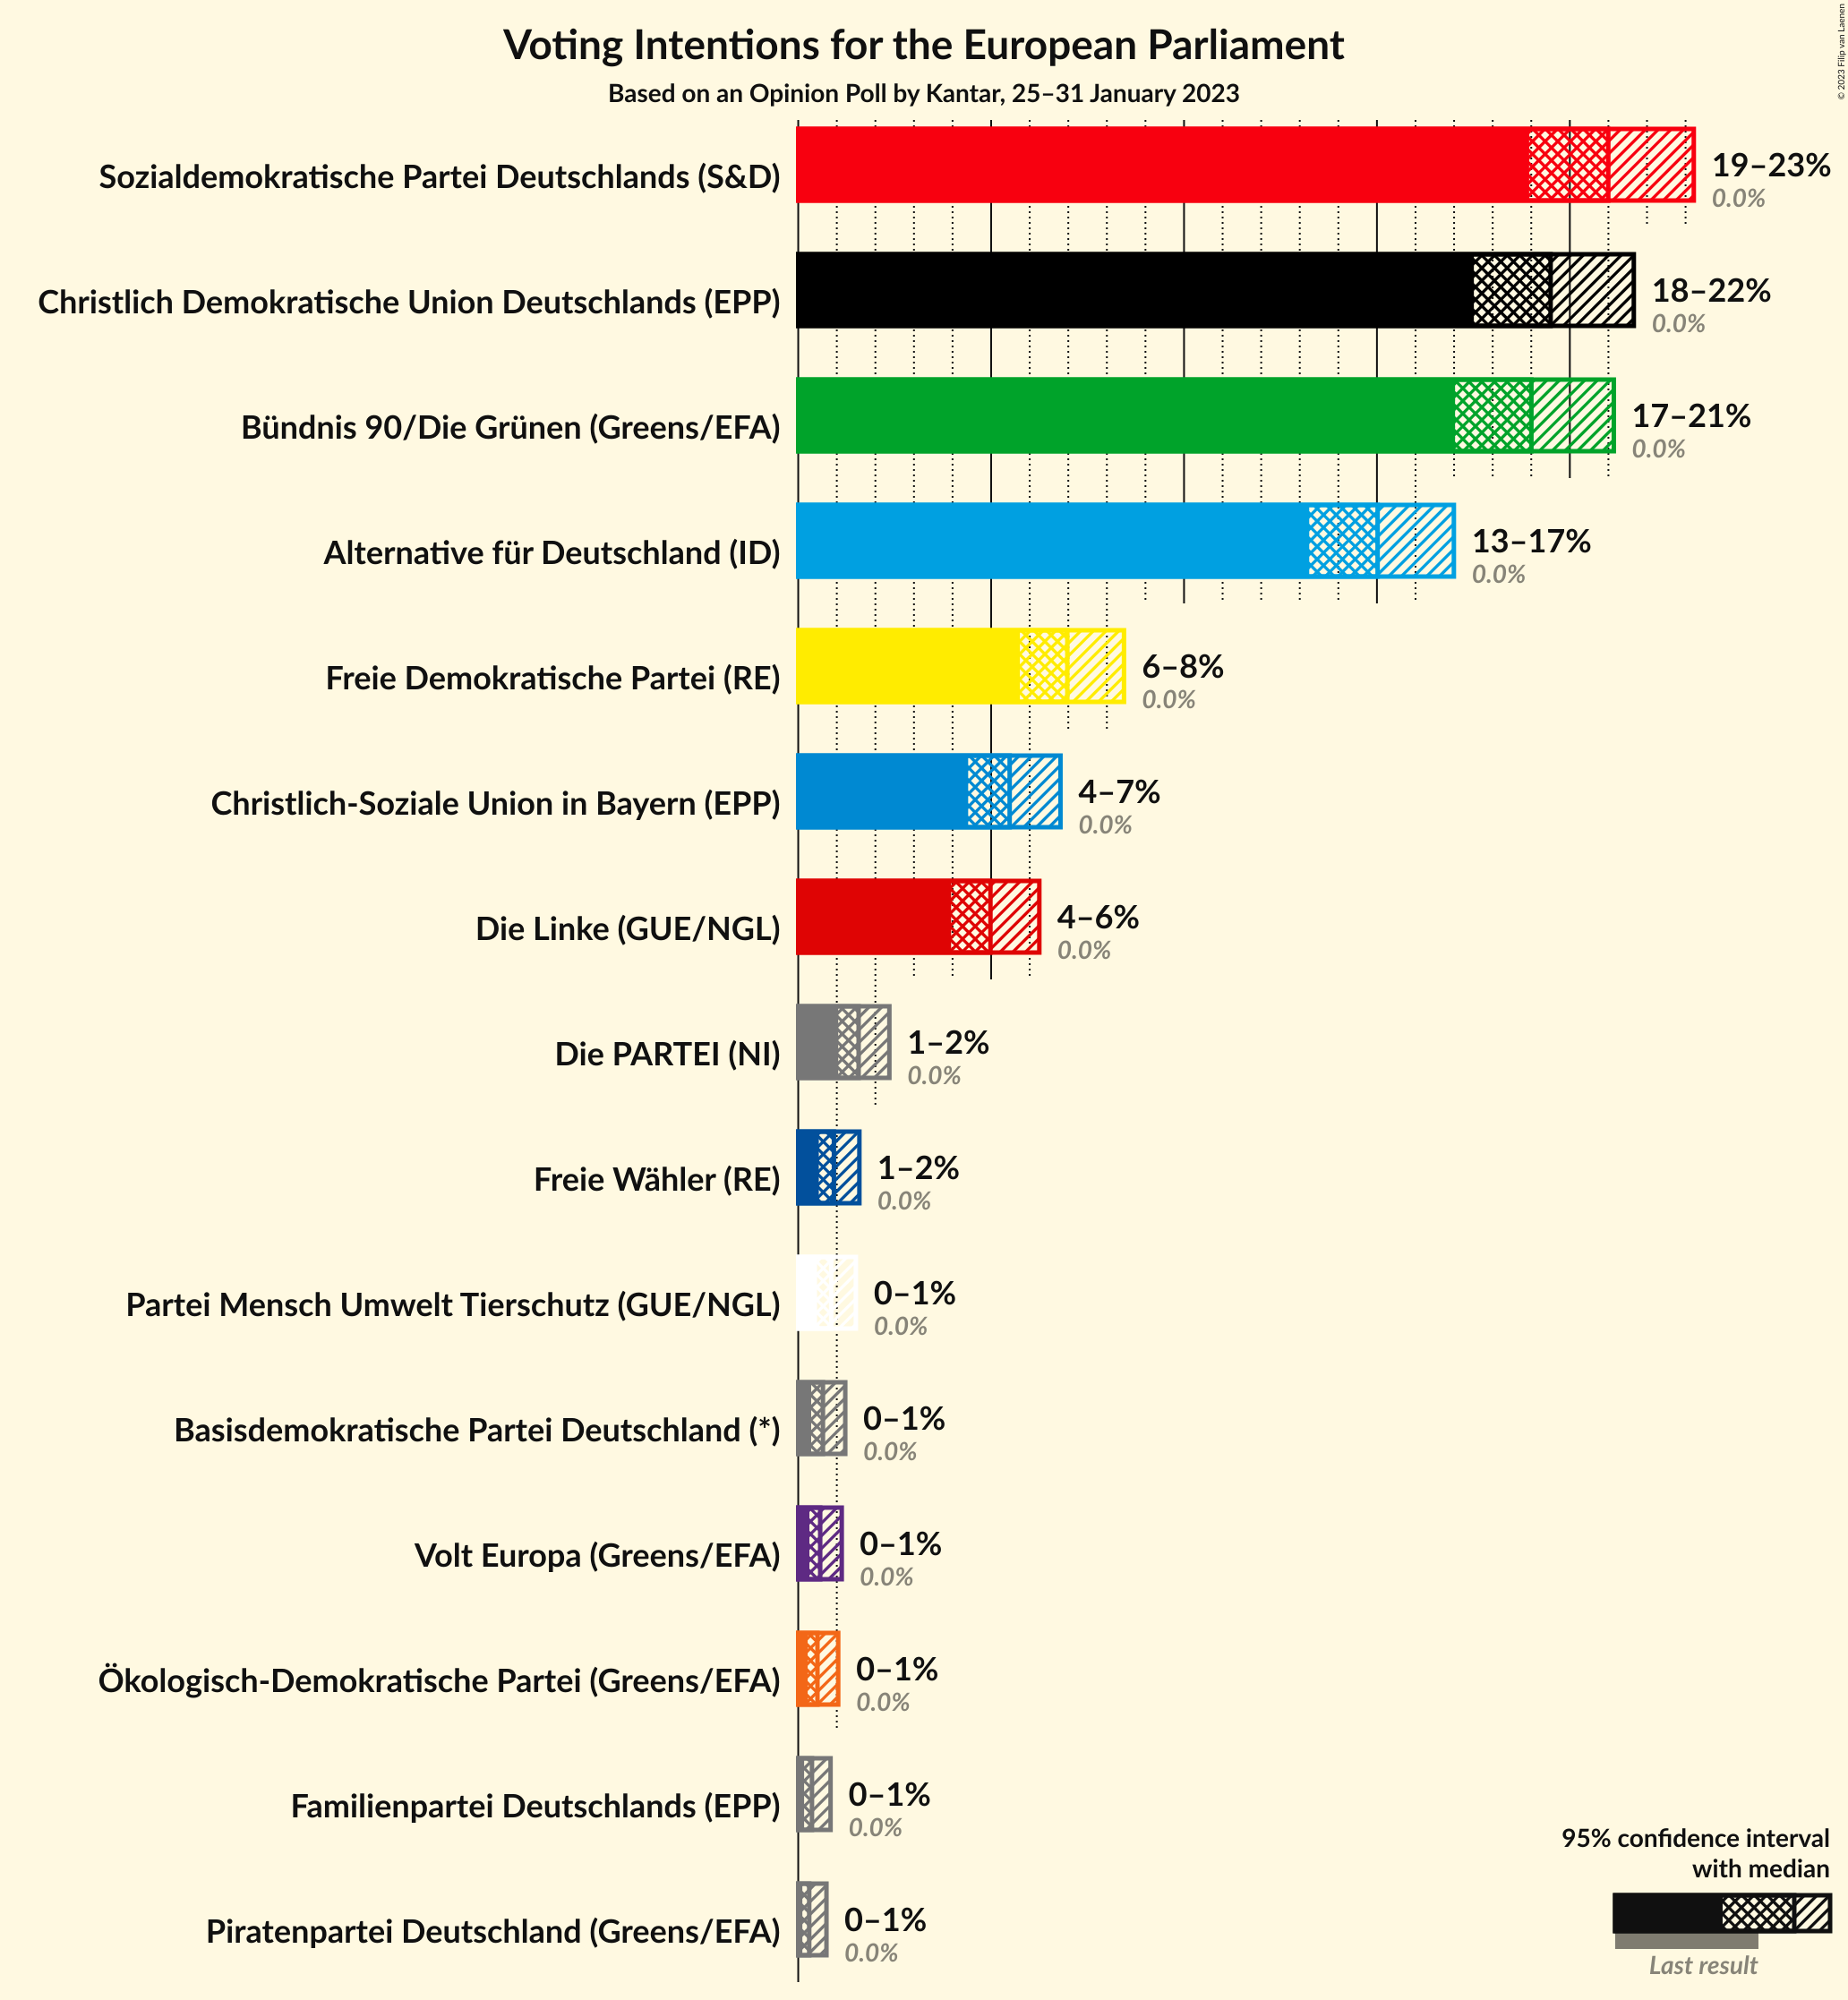 © 2023 Filip van Laenen
Voting Intentions for the European Parliament
Based on an Opinion Poll by Kantar, 25–31 January 2023
Sozialdemokratische Partei Deutschlands (S&D)
19–23%
0.0%
Christlich Demokratische Union Deutschlands (EPP)
18–22%
0.0%
Bündnis 90/Die Grünen (Greens/EFA)
17–21%
0.0%
Alternative für Deutschland (ID)
13–17%
0.0%
Freie Demokratische Partei (RE)
6–8%
0.0%
Christlich-Soziale Union in Bayern (EPP)
4–7%
0.0%
Die Linke (GUE/NGL)
4–6%
0.0%
Die PARTEI (NI)
1–2%
0.0%
Freie Wähler (RE)
1–2%
0.0%
Partei Mensch Umwelt Tierschutz (GUE/NGL)
0–1%
0.0%
Basisdemokratische Partei Deutschland (*)
0–1%
0.0%
Volt Europa (Greens/EFA)
0–1%
0.0%
Ökologisch-Demokratische Partei (Greens/EFA)
0–1%
0.0%
Familienpartei Deutschlands (EPP)
0–1%
0.0%
Piratenpartei Deutschland (Greens/EFA)
0–1%
0.0%
95% confidence interval
with median
Last result